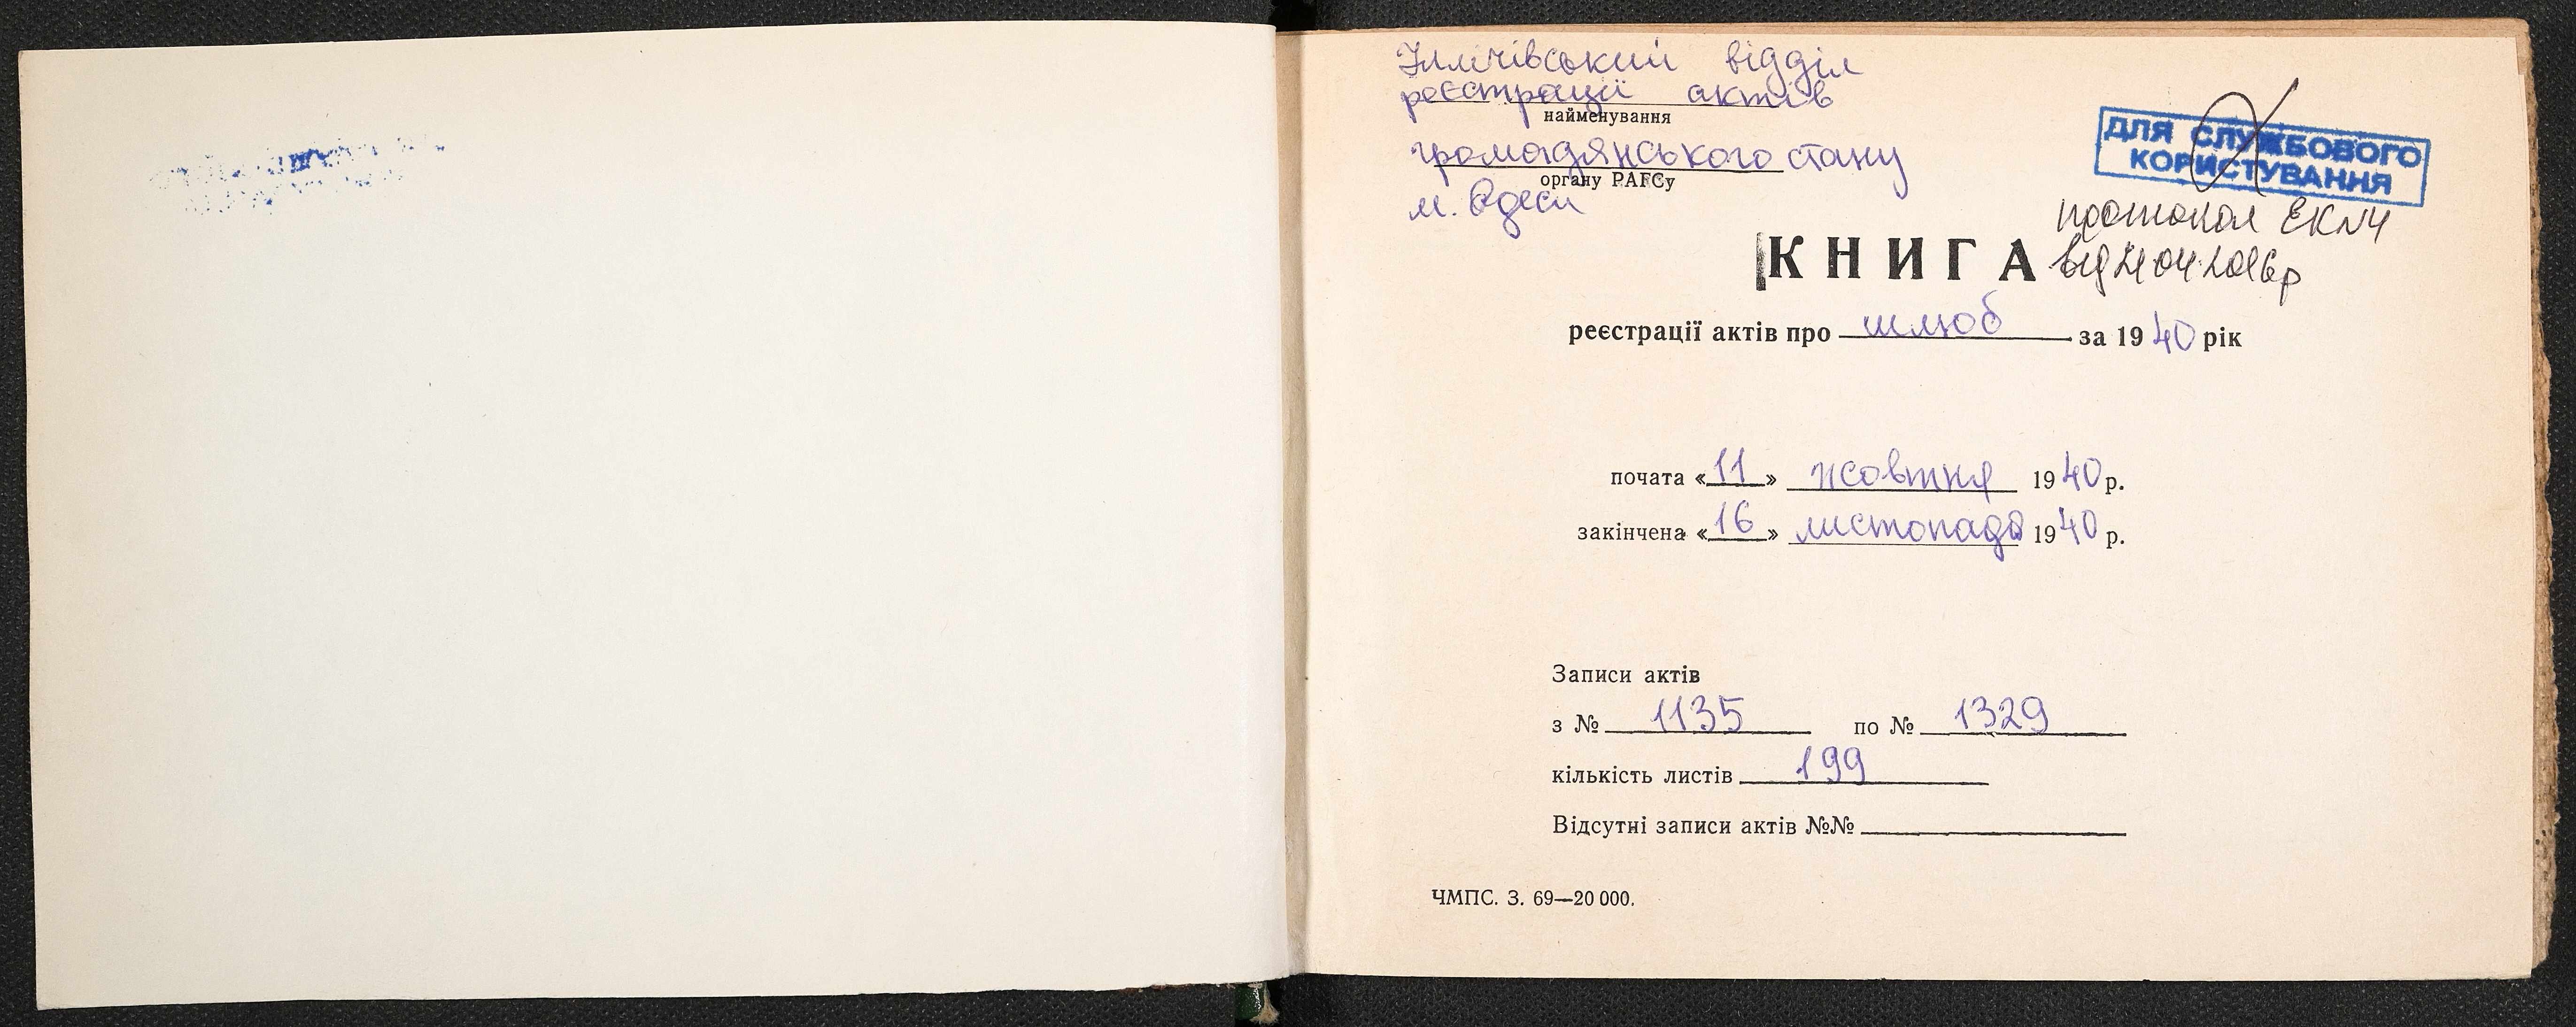 Іллічівський відділ
реєстрації актів
найменування
громадянського стану
органу РАГСу
м. Одеси
ДЛЯ СЛУЖБОВОГО
КОРИСТУВАННЯ
протокол ЕК №4
від 04.2016р
КНИГА
реєстрації актів про шлюб за 1940 рік
почата «11» жовтня 1940 р.
закінчена «16» листопада 1940 р.
Записи актів
з № 1135 по № 1329
кількість листів 199
Відсутні записи актів №№
ЧМПС. З. 69—20 000.